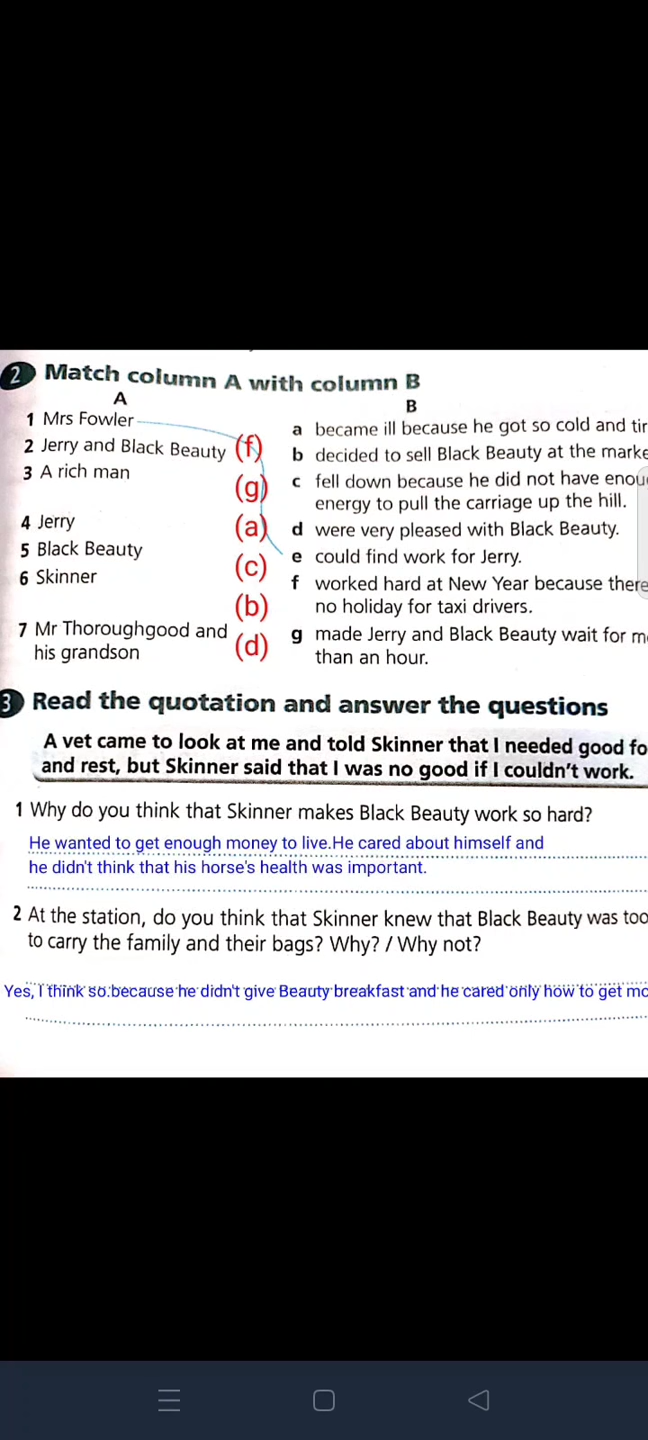 2 Match column A with column B
A
B
1 Mrs Fowler
2 Jerry and Black Beauty (f)
3 A rich man (g)
4 Jerry (a)
5 Black Beauty (c)
6 Skinner (b)
7 Mr Thoroughgood and
his grandson (d)
a became ill because he got so cold and tir
b decided to sell Black Beauty at the marke
c fell down because he did not have enou
energy to pull the carriage up the hill.
d were very pleased with Black Beauty.
e could find work for Jerry.
f worked hard at New Year because there
no holiday for taxi drivers.
g made Jerry and Black Beauty wait for m
than an hour.
3 Read the quotation and answer the questions
A vet came to look at me and told Skinner that I needed good fo
and rest, but Skinner said that I was no good if I couldn't work.
1 Why do you think that Skinner makes Black Beauty work so hard?
He wanted to get enough money to live.He cared about himself and
he didn't think that his horse's health was important.
2 At the station, do you think that Skinner knew that Black Beauty was too
to carry the family and their bags? Why? / Why not?
Yes, I think so.because he didn't give Beauty breakfast and he cared only how to get mo